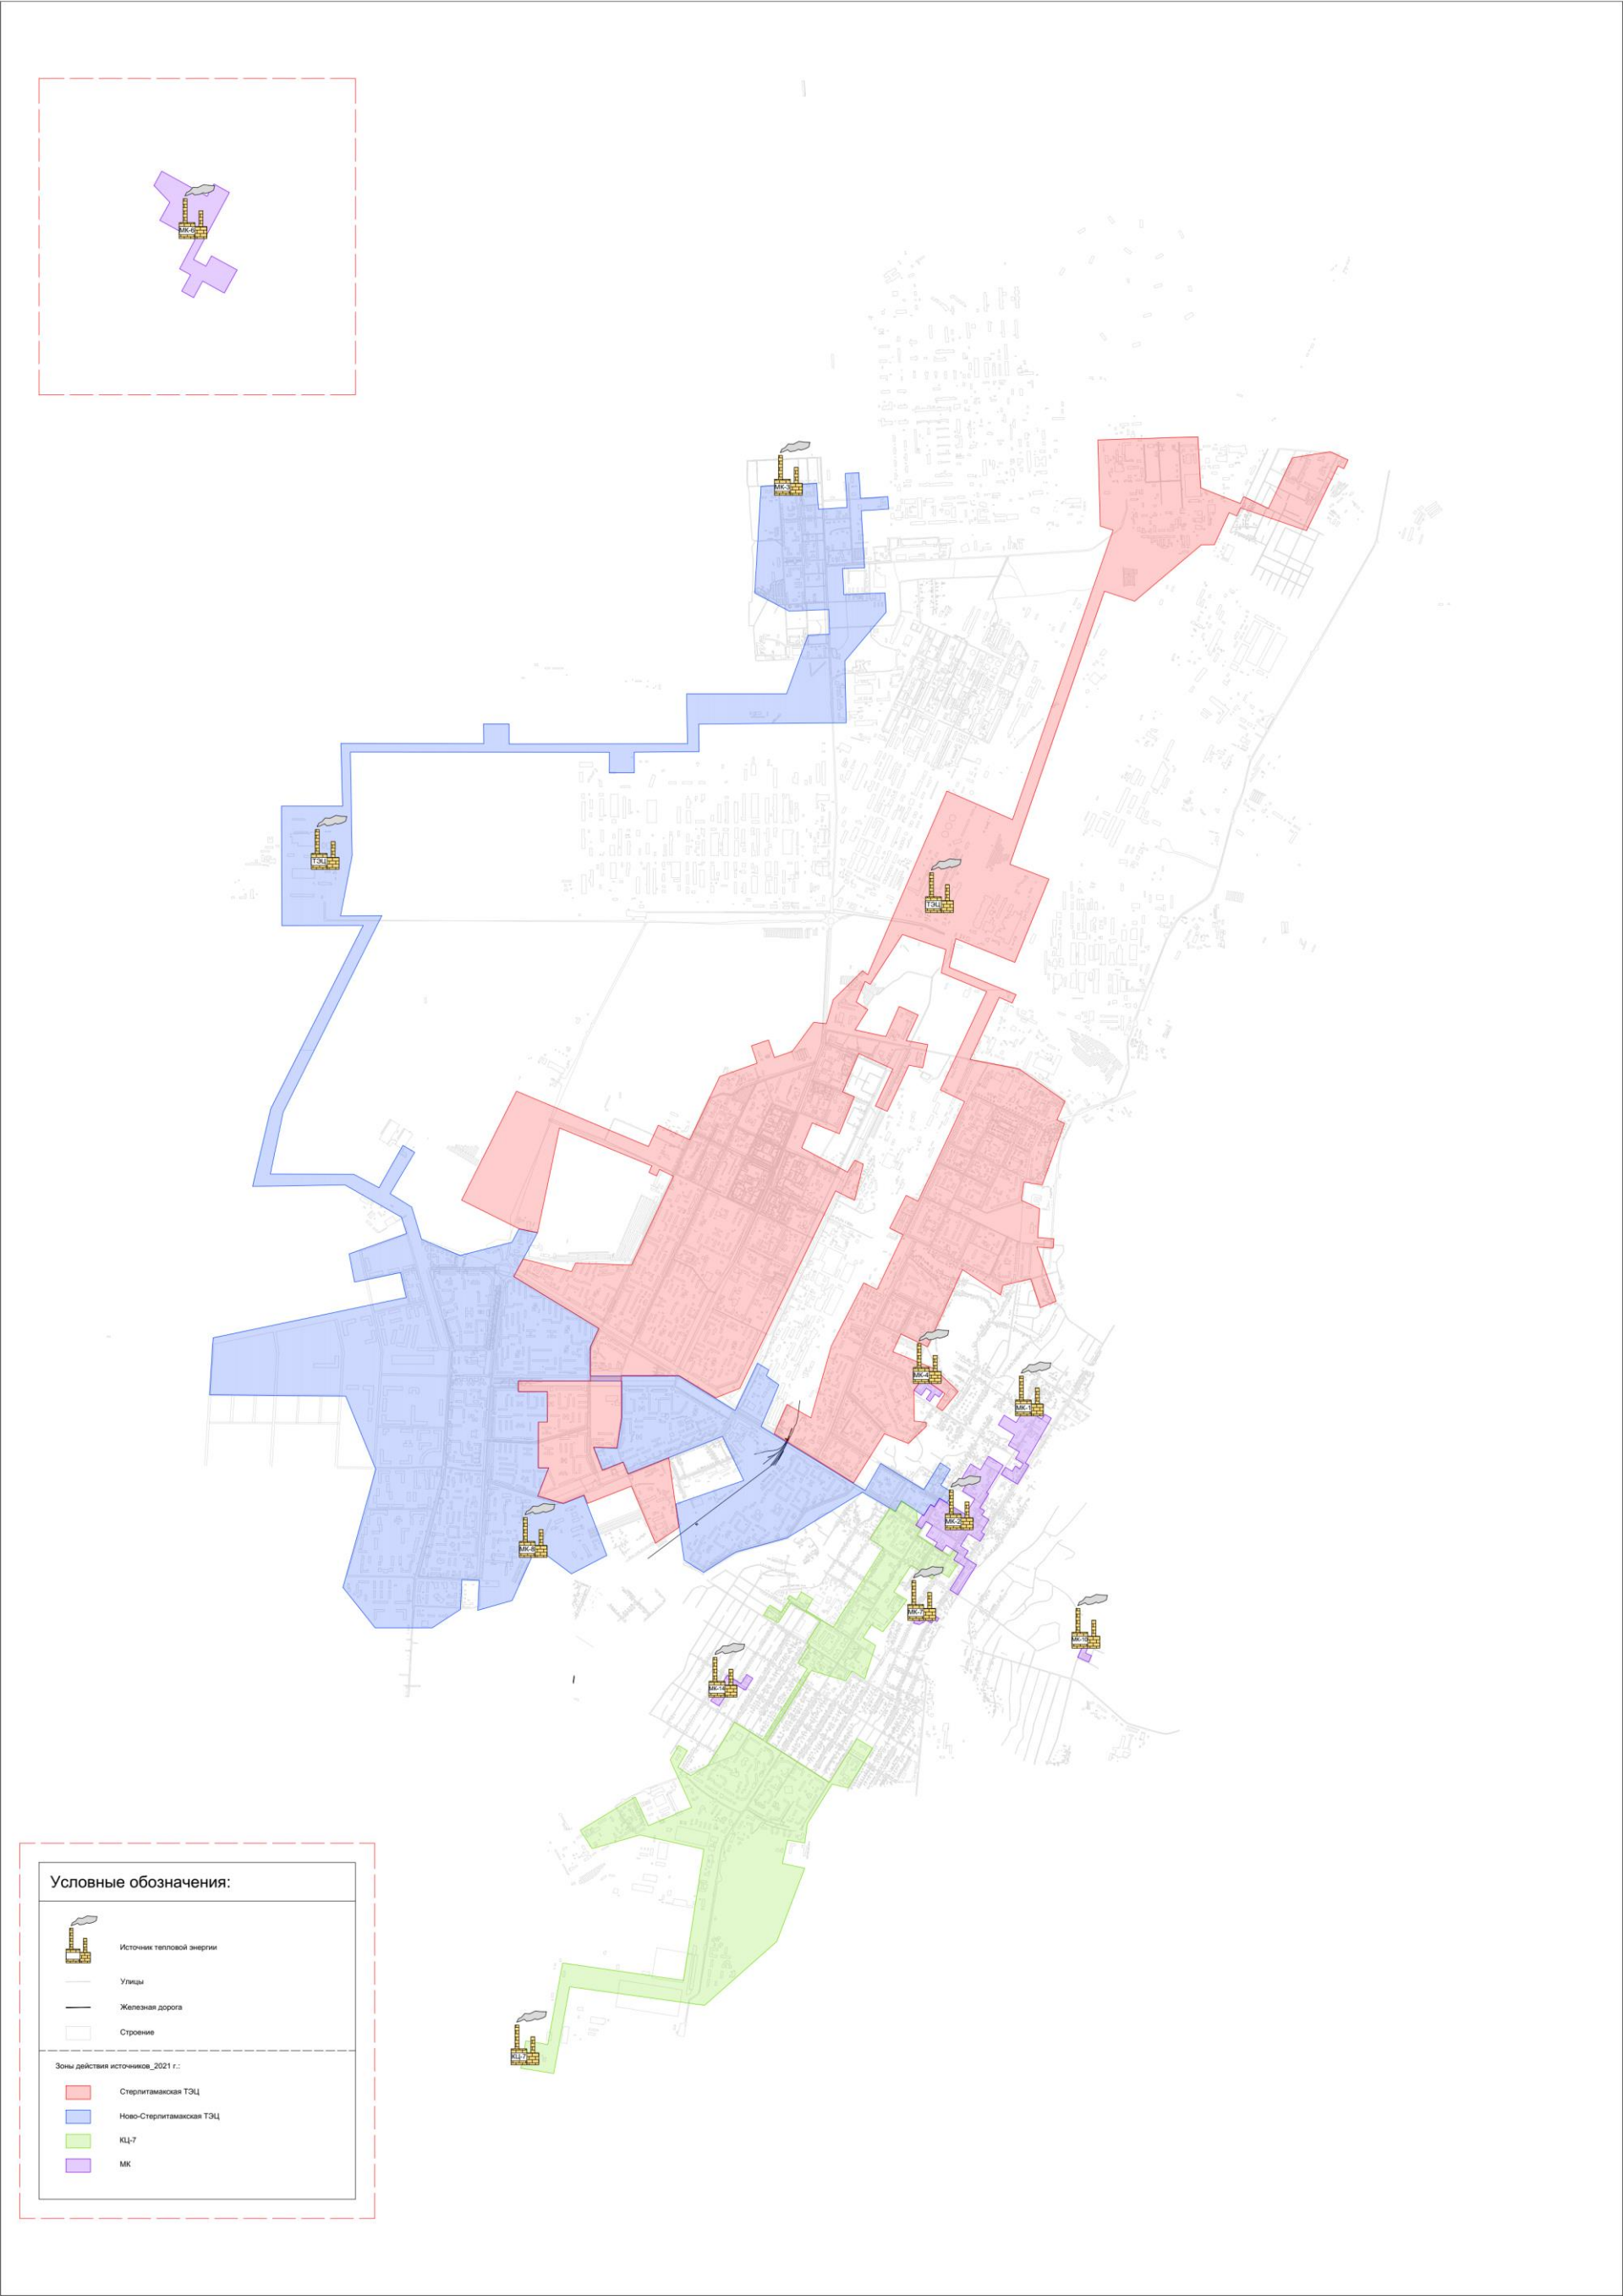 МК-6
МК-3
ТЭЦ
ТЭЦ
МК-4
МК-1
МК-2
МК-8
МК-7
МК-10
МК-14
КЦ-7
Условные обозначения:
Источник тепловой энергии
Улицы
Железная дорога
Строение
Зоны действия источников_2021 г.:
Стерлитамакская ТЭЦ
Ново-Стерлитамакская ТЭЦ
КЦ-7
МК